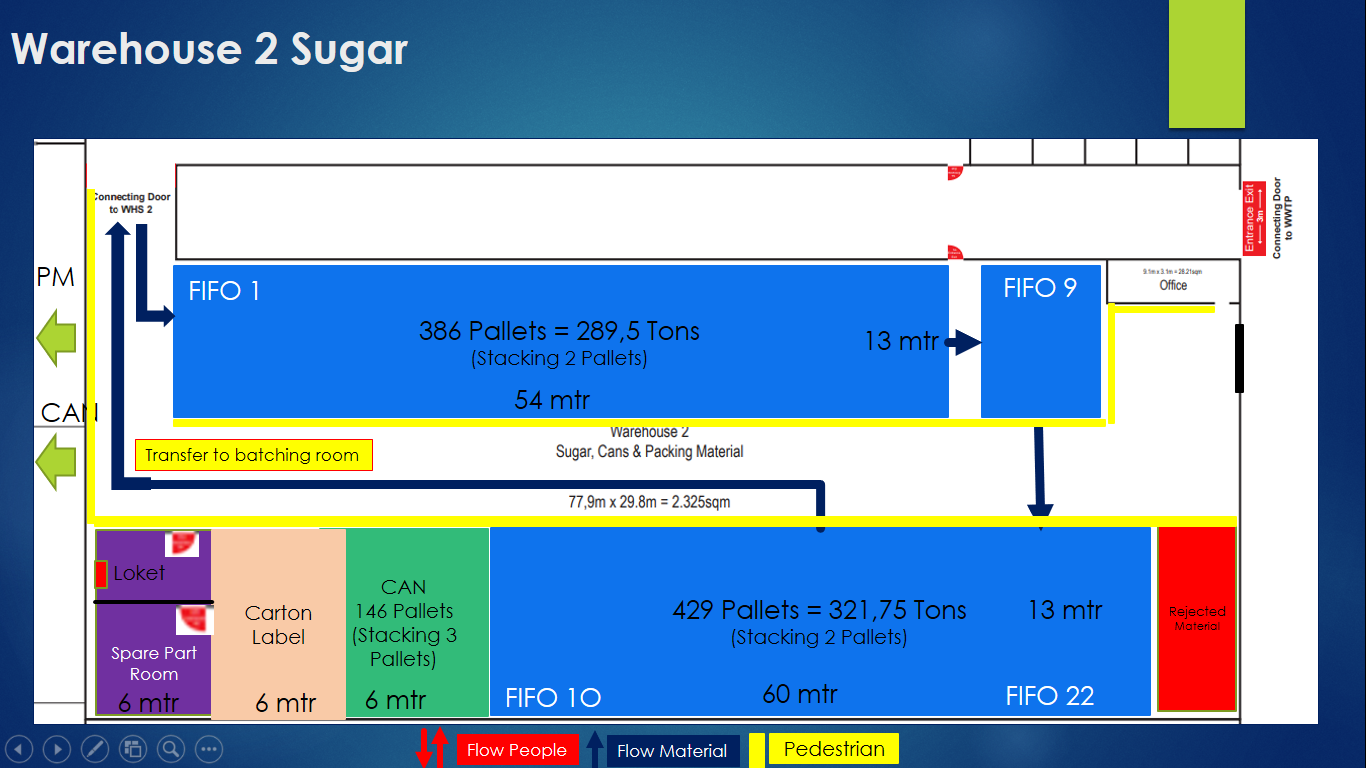 Warehouse 2 Sugar
Connecting Door
to WHS 2
Entrance Exit
3m
Connecting Door
to WWTP
PM
CAN
FIFO 1
386 Pallets = 289,5 Tons
(Stacking 2 Pallets)
13 mtr
54 mtr
FIFO 9
9.1m x 3.1m = 28.21sqm
Office
Transfer to batching room
Warehouse 2
Sugar, Cans & Packing Material
77,9m x 29.8m = 2.325sqm
Loket
Spare Part
Room
6 mtr
Carton
Label
6 mtr
CAN
146 Pallets
(Stacking 3
Pallets)
6 mtr
429 Pallets = 321,75 Tons
(Stacking 2 Pallets)
13 mtr
60 mtr
FIFO 1O
FIFO 22
Rejected
Material
Flow People
Flow Material
Pedestrian